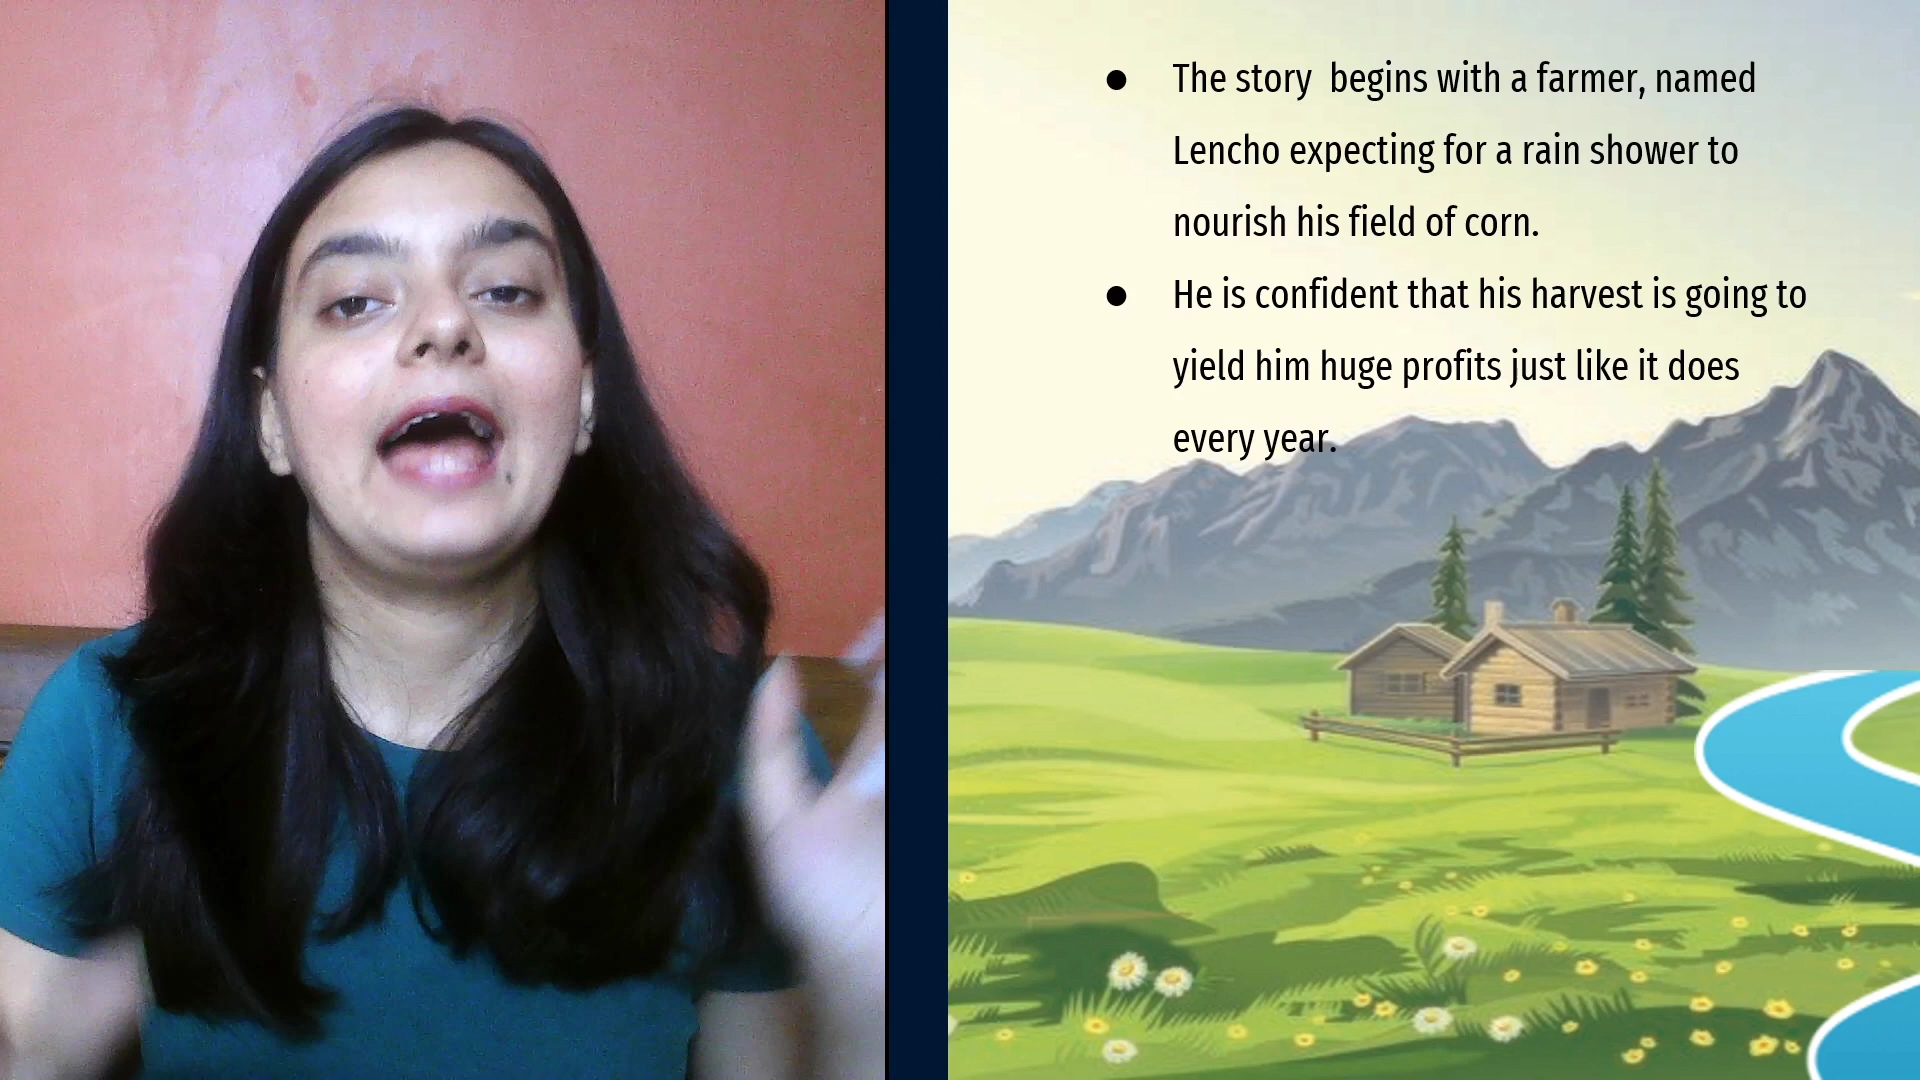 ● The story  begins with a farmer, named
Lencho expecting for a rain shower to
nourish his field of corn.
● He is confident that his harvest is going to
yield him huge profits just like it does
every year.